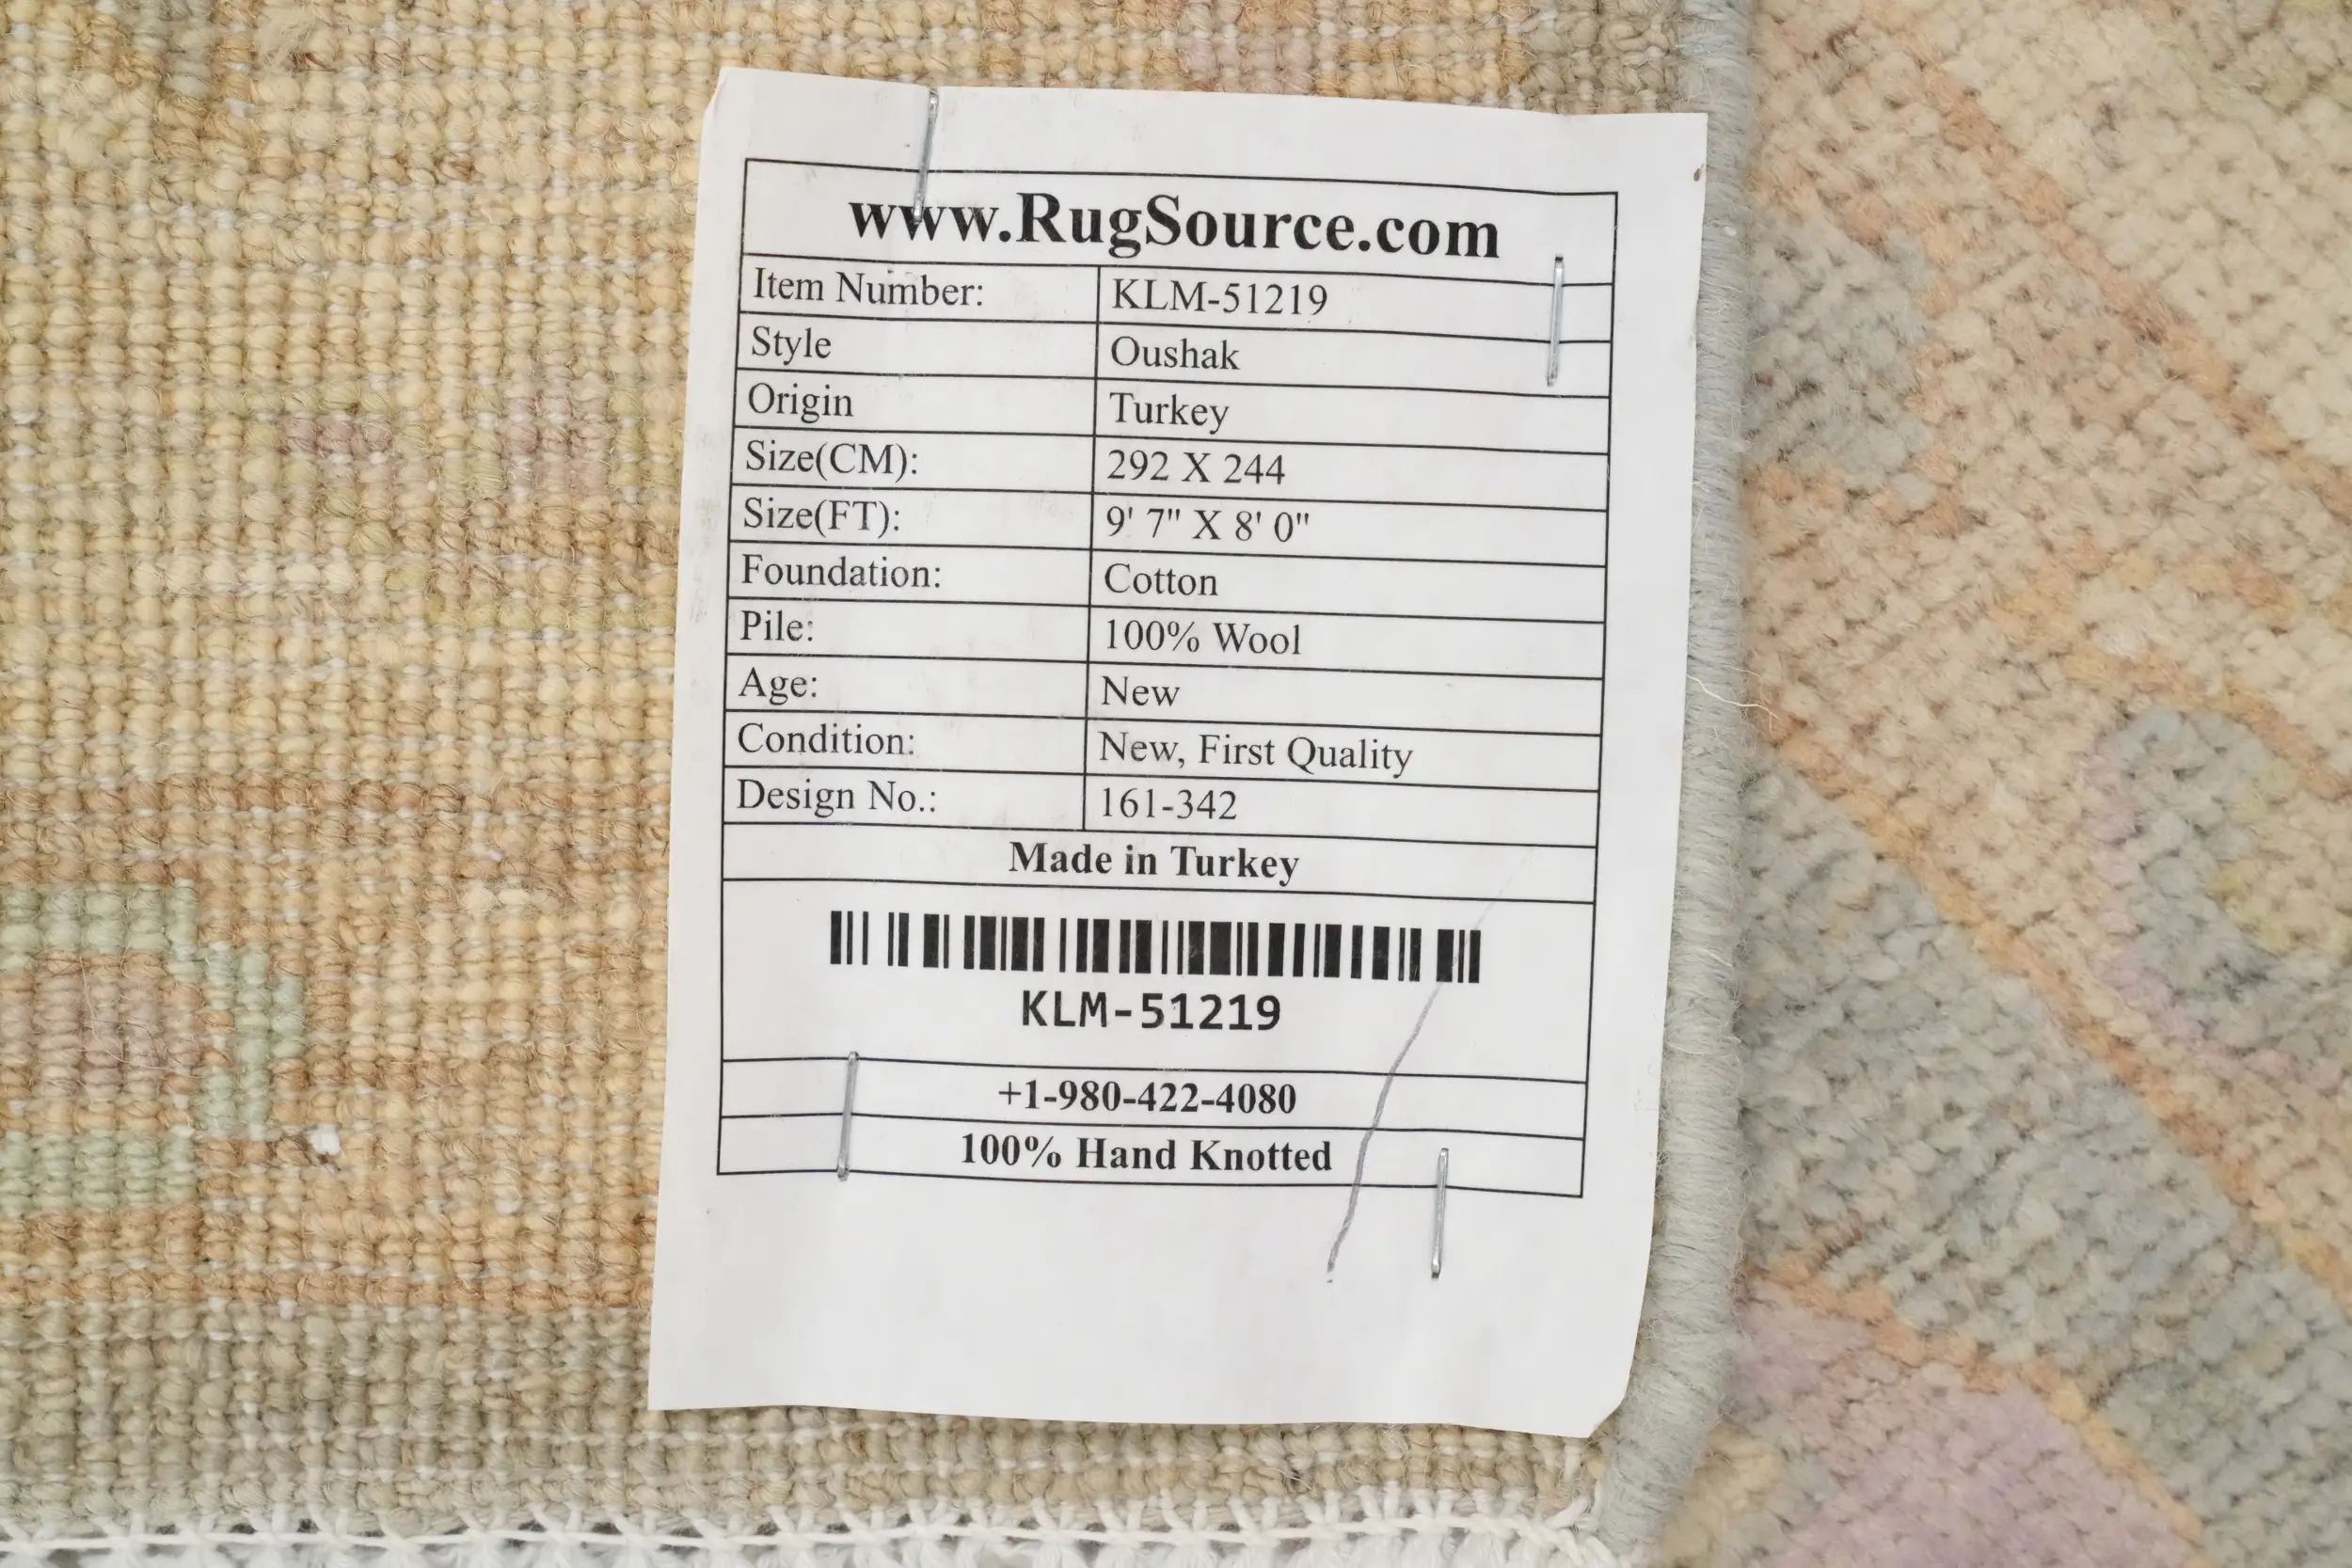 www.RugSource.com
Item Number: KLM-51219
Style Oushak
Origin Turkey
Size(CM): 292 X 244
Size(FT): 9' 7" X 8' 0"
Foundation: Cotton
Pile: 100% Wool
Age: New
Condition: New, First Quality
Design No.: 161-342
Made in Turkey
KLM-51219
+1-980-422-4080
100% Hand Knotted